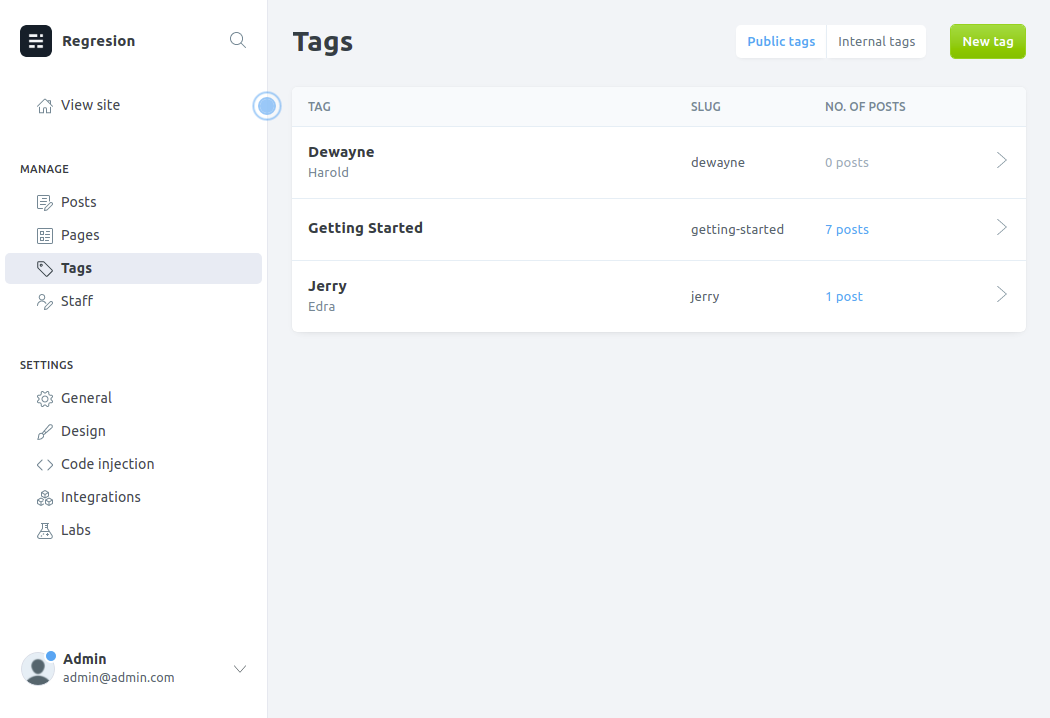 Regresion
View site
MANAGE
Posts
Pages
Tags
Staff
SETTINGS
General
Design
Code injection
Integrations
Labs
Admin
admin@admin.com
Tags
Public tags Internal tags New tag
TAG SLUG NO. OF POSTS
Dewayne
Harold
dewayne 0 posts
Getting Started getting-started 7 posts
Jerry
Edra
jerry 1 post